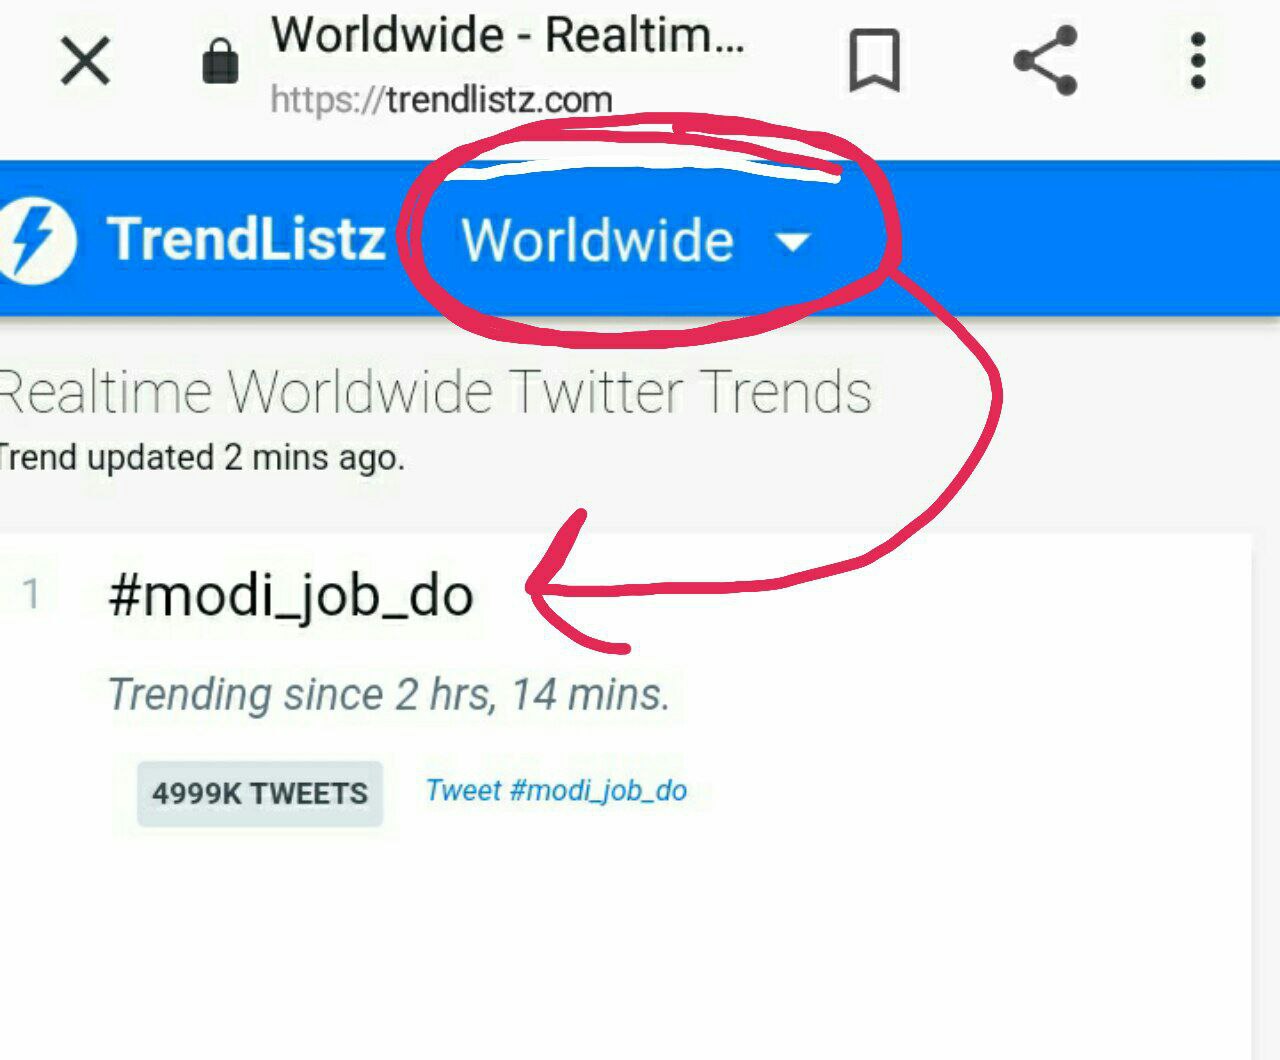 Worldwide - Realtim...
https://trendlistz.com
TrendListz Worldwide
Realtime Worldwide Twitter Trends
Trend updated 2 mins ago.
1 #modi_job_do
Trending since 2 hrs, 14 mins.
4999K TWEETS Tweet #modi_job_do